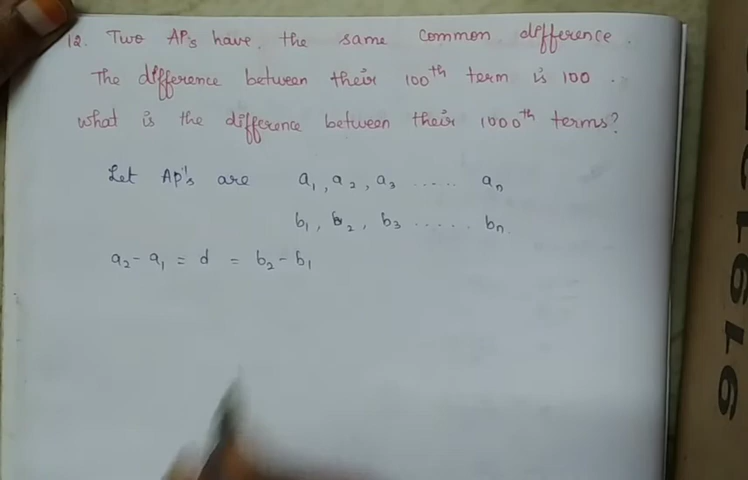 12. Two AP's have the same common difference.
The difference between their 100th term is 100.
what is the difference between their 1000th terms?
Let AP's are a1, a2, a3 ..... an
b1, b2, b3 ..... bn.
a2 - a1 = d = b2 - b1
9199